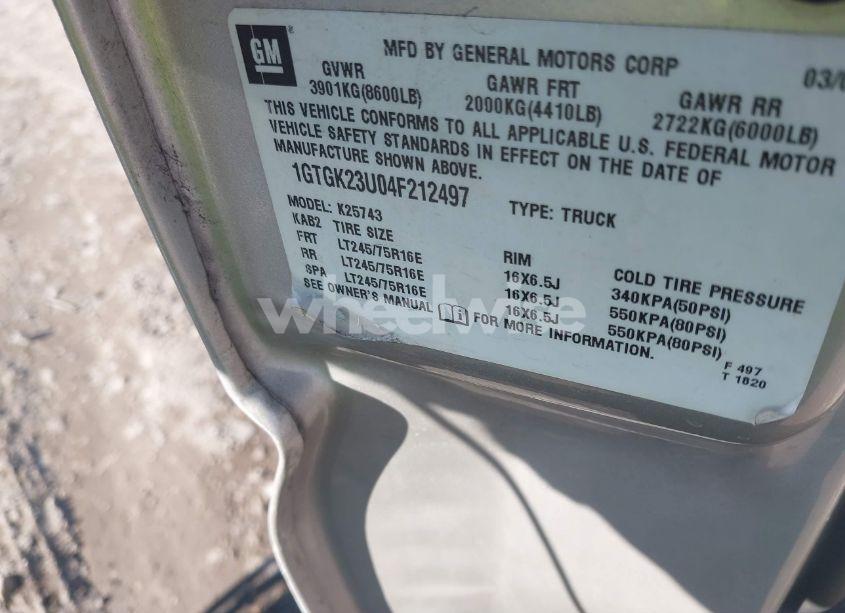 GM
MFD BY GENERAL MOTORS CORP
03/0
GVWR GAWR FRT GAWR RR
3901KG(8600LB) 2000KG(4410LB) 2722KG(6000LB)
THIS VEHICLE CONFORMS TO ALL APPLICABLE U.S. FEDERAL MOTOR
VEHICLE SAFETY STANDARDS IN EFFECT ON THE DATE OF
MANUFACTURE SHOWN ABOVE.
1GTGK23U04F212497 TYPE: TRUCK
MODEL: K25743
KAB2 TIRE SIZE RIM COLD TIRE PRESSURE
FRT LT245/75R16E 16X6.5J 340KPA(50PSI)
RR LT245/75R16E 16X6.5J 550KPA(80PSI)
SPA LT245/75R16E 16X6.5J 550KPA(80PSI)
SEE OWNER'S MANUAL FOR MORE INFORMATION.
F 497
T 1820
wheelwire